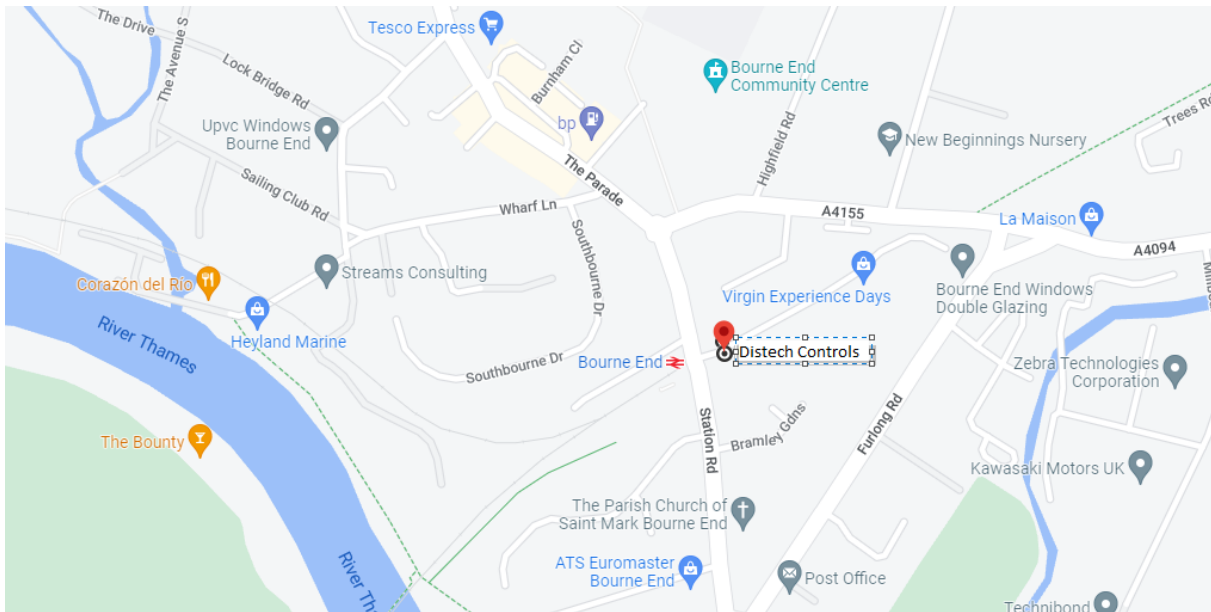 The Drive
The Avenue S
Lock Bridge Rd
Tesco Express
Burnham Cl
bp
Bourne End
Community Centre
Highfield Rd
New Beginnings Nursery
Trees Rd
Upvc Windows
Bourne End
Sailing Club Rd
The Parade
Wharf Ln
A4155
La Maison
A4094
Southbourne Dr
Streams Consulting
Corazón del Río
Heyland Marine
River Thames
Virgin Experience Days
Bourne End Windows
Double Glazing
Bourne End
Distech Controls
Southbourne Dr
Zebra Technologies
Corporation
Station Rd
Bramley Gdns
Furlong Rd
The Bounty
Kawasaki Motors UK
The Parish Church of
Saint Mark Bourne End
ATS Euromaster
Bourne End
Post Office
River Th
Technibond